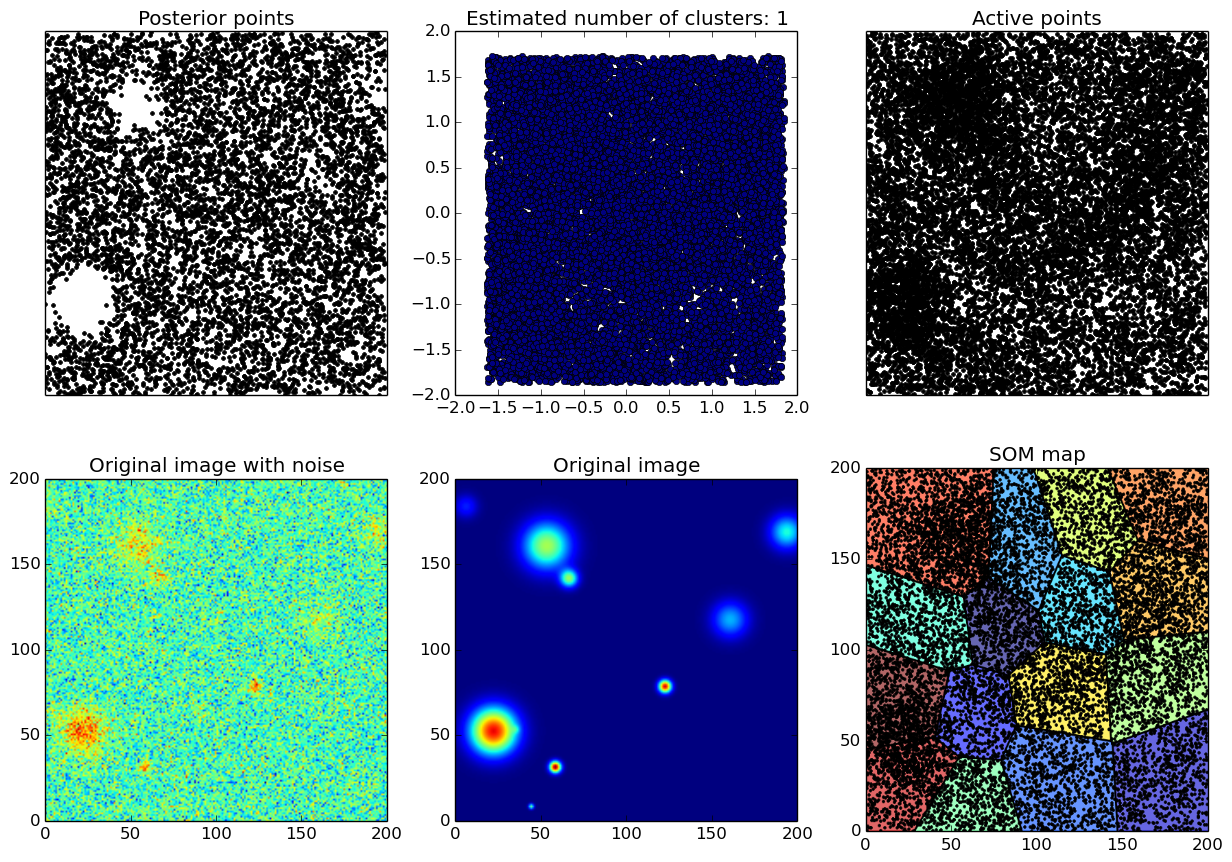 Posterior points
Estimated number of clusters: 1
Active points
2.0
1.5
1.0
0.5
0.0
−0.5
−1.0
−1.5
−2.0
−2.0 −1.5 −1.0 −0.5 0.0 0.5 1.0 1.5 2.0
Original image with noise
Original image
SOM map
200
150
100
50
0
0 50 100 150 200
200
150
100
50
0
0 50 100 150 200
200
150
100
50
0
0 50 100 150 200